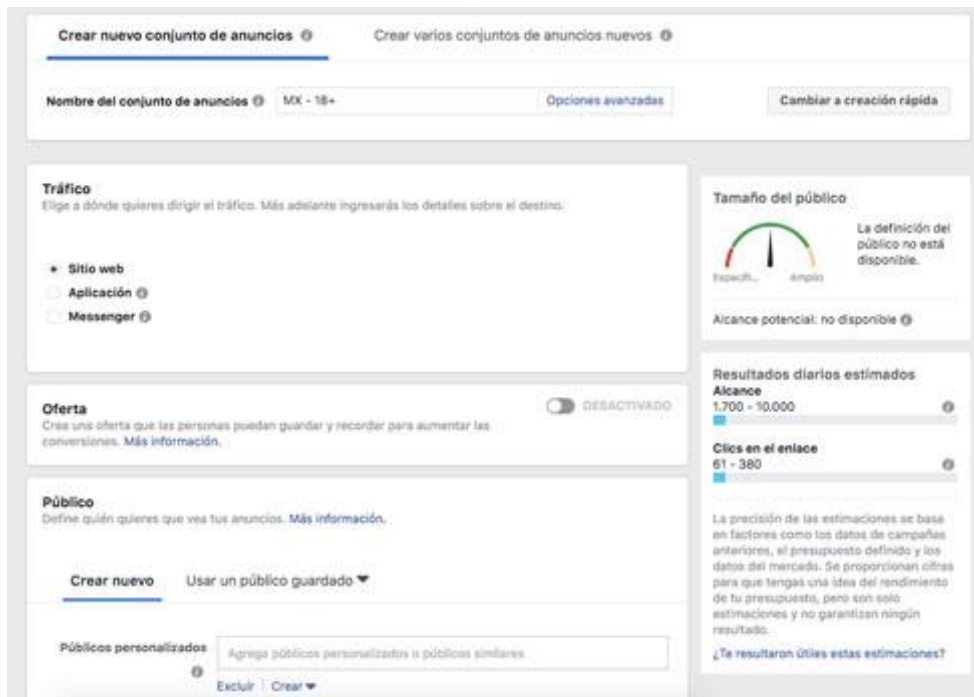 Crear nuevo conjunto de anuncios
Crear varios conjuntos de anuncios nuevos
Nombre del conjunto de anuncios
MX - 18+
Opciones avanzadas
Cambiar a creación rápida
Tráfico
Elige a dónde quieres dirigir el tráfico. Más adelante ingresarás los detalles sobre el destino.
Sitio web
Aplicación
Messenger
Oferta
DESACTIVADO
Crea una oferta que las personas puedan guardar y recordar para aumentar las
conversiones. Más información.
Público
Define quién quieres que vea tus anuncios. Más información.
Crear nuevo
Usar un público guardado
Públicos personalizados
Agrega públicos personalizados o públicos similares
Excluir
Crear
Tamaño del público
La definición del
público no está
disponible.
Específi...
Amplio
Alcance potencial: no disponible
Resultados diarios estimados
Alcance
1.700 - 10.000
Clics en el enlace
61 - 380
La precisión de las estimaciones se basa
en factores como los datos de campañas
anteriores, el presupuesto definido y los
datos del mercado. Se proporcionan cifras
para que tengas una idea del rendimiento
de tu presupuesto, pero son solo
estimaciones y no garantizan ningún
resultado.
¿Te resultaron útiles estas estimaciones?